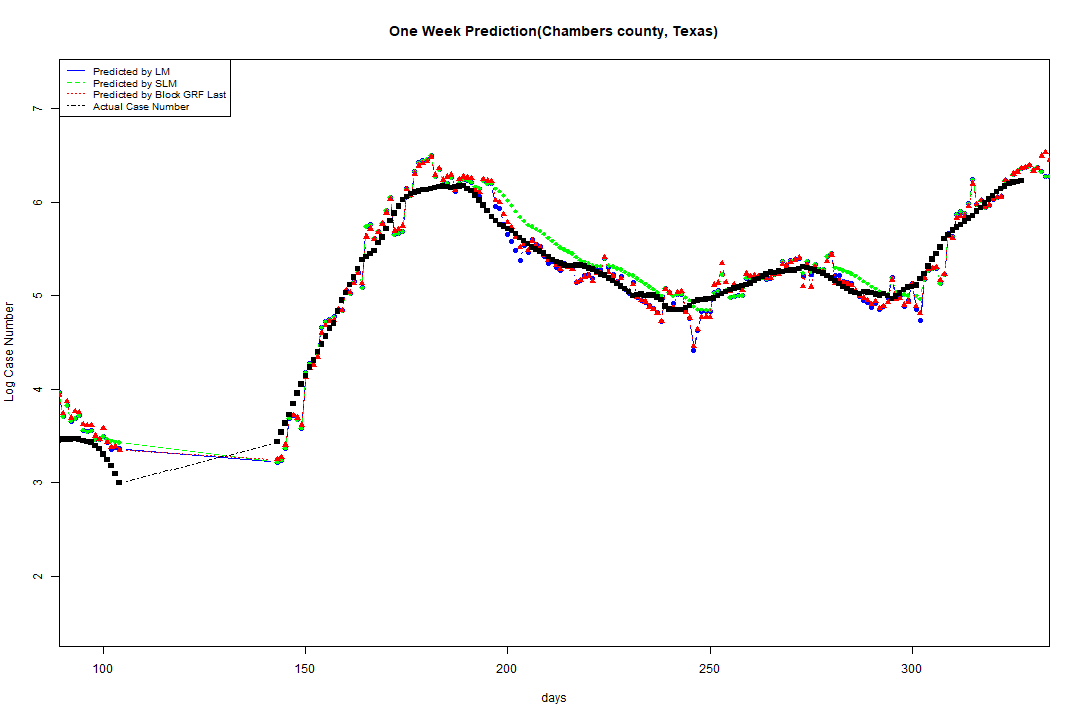 One Week Prediction(Chambers county, Texas)
Predicted by LM
Predicted by SLM
Predicted by Block GRF Last
Actual Case Number
7
6
5
4
3
2
Log Case Number
100 150 200 250 300
days